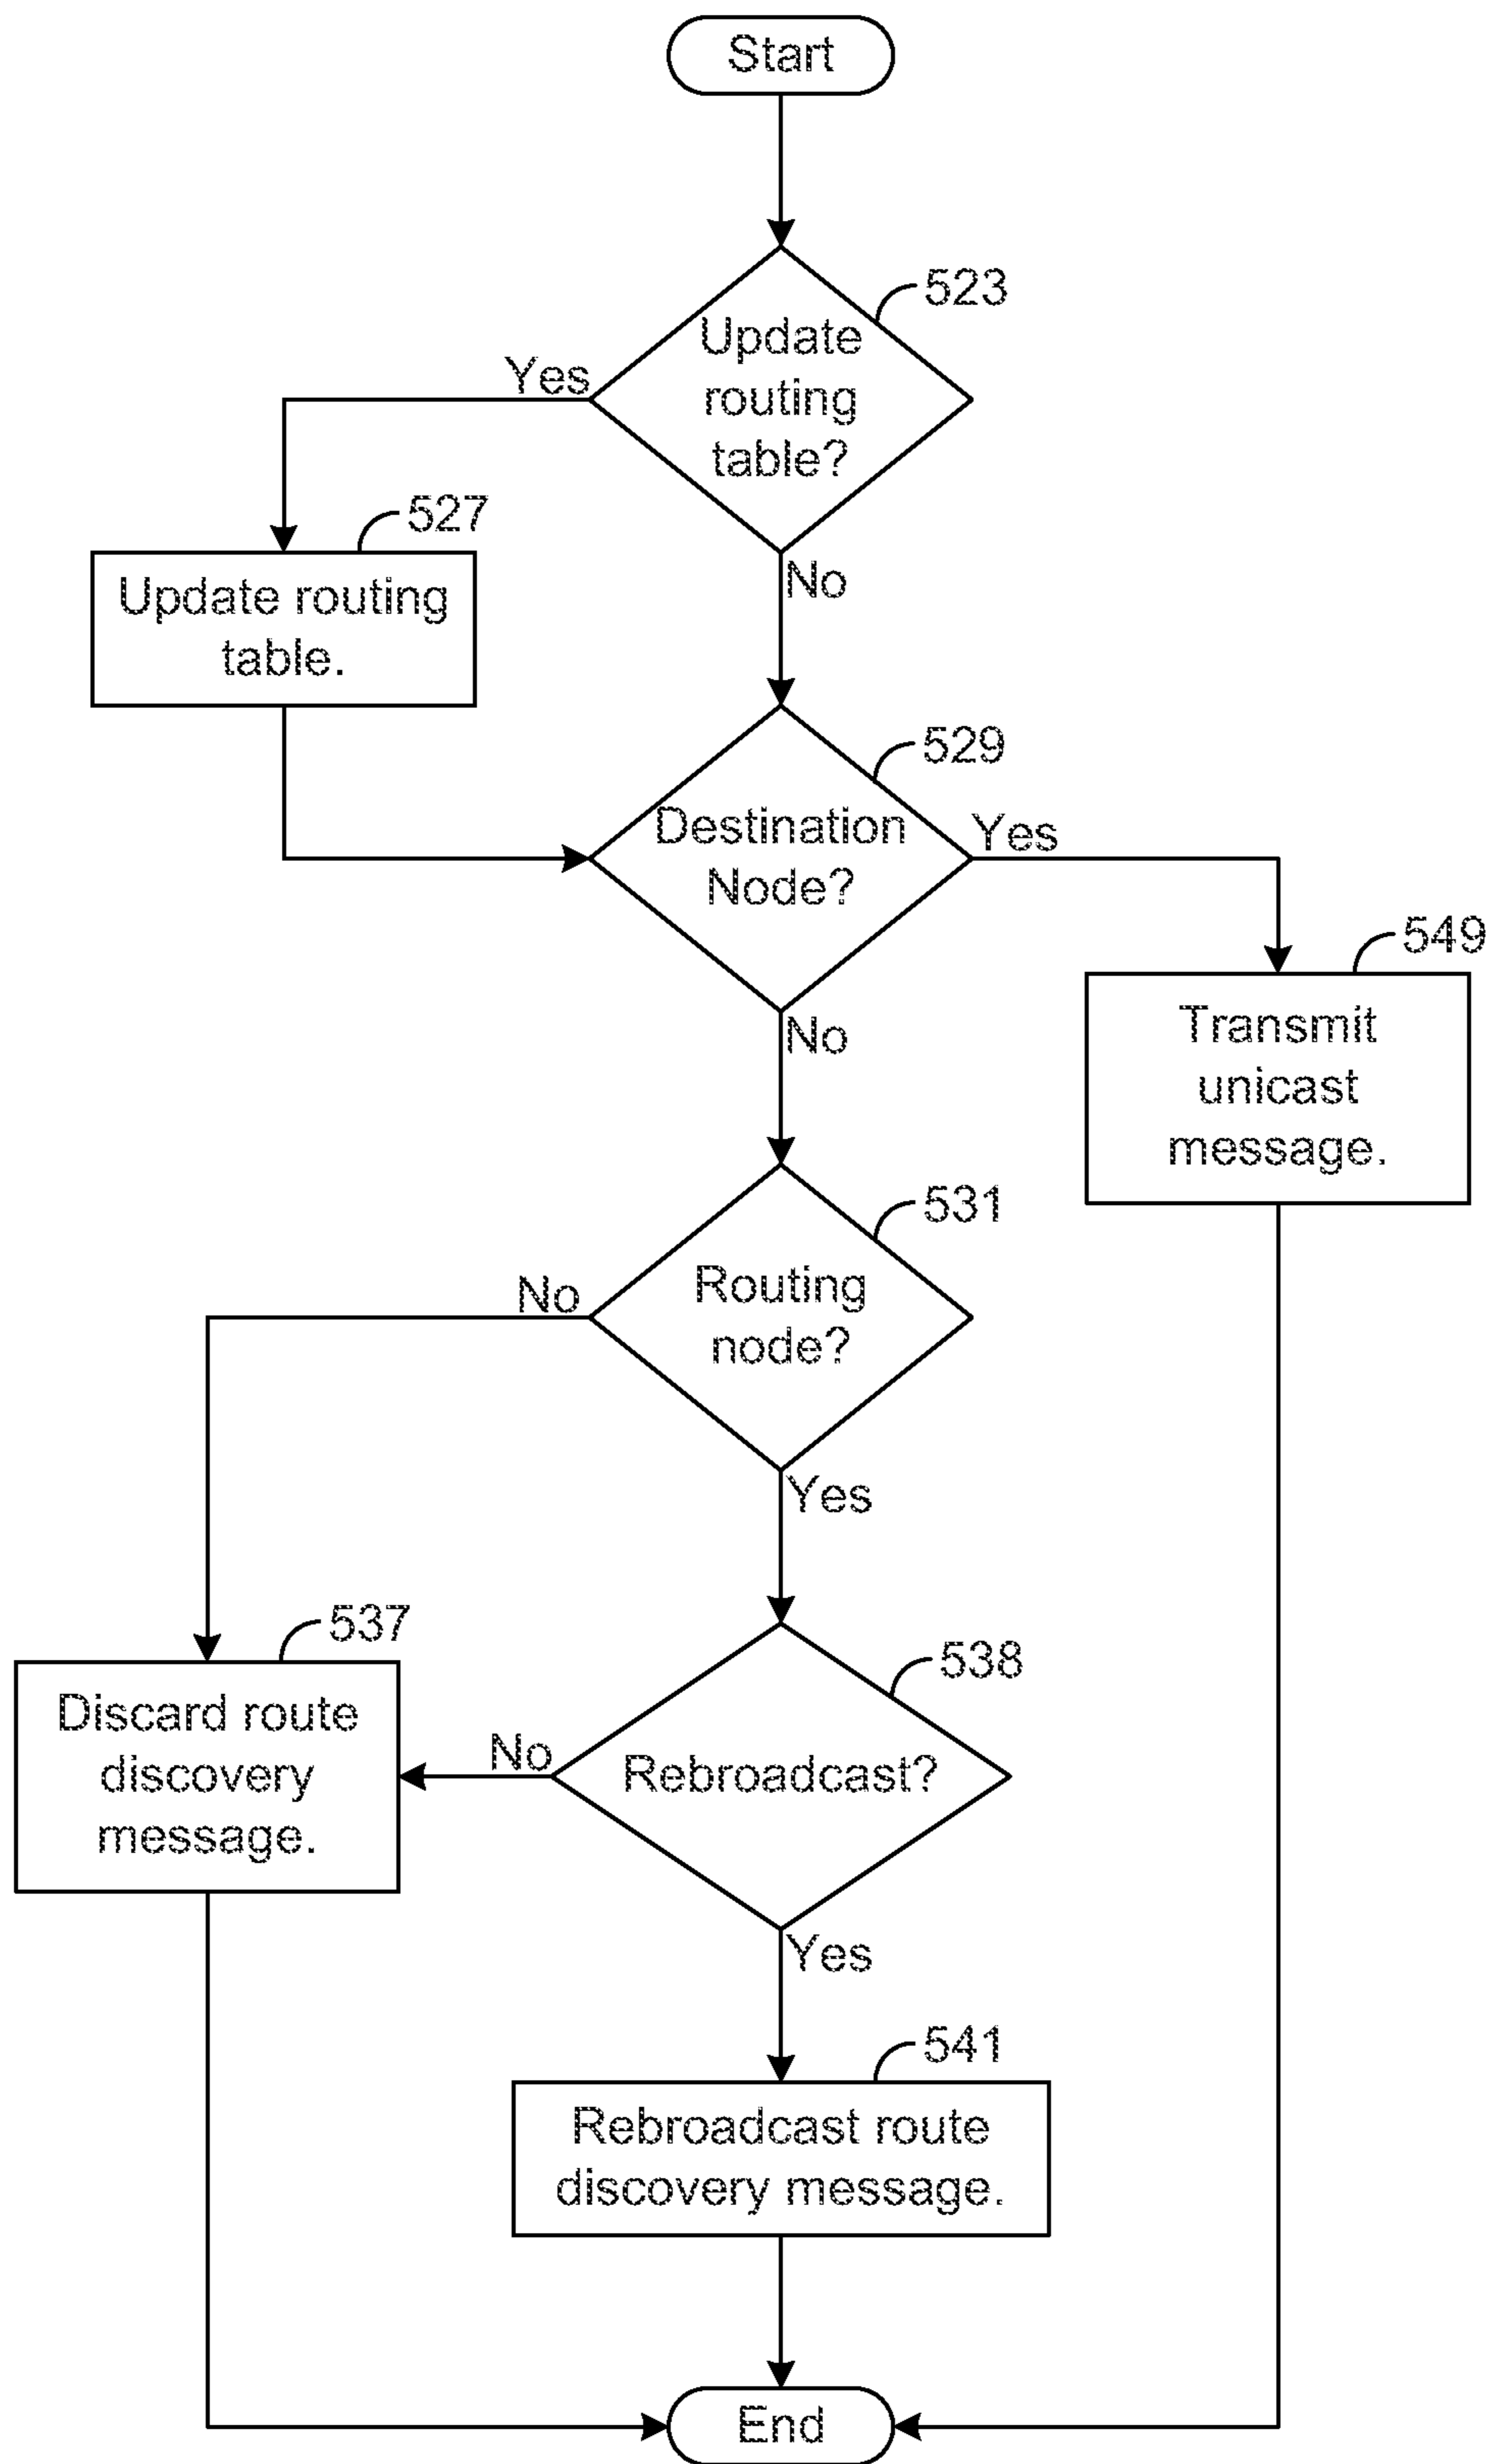 Start
523
Update
routing
table?
Yes
527
Update routing
table.
No
529
Destination
Node?
Yes
549
Transmit
unicast
message.
No
531
Routing
node?
No
Yes
537
Discard route
discovery
message.
538
Rebroadcast?
No
Yes
541
Rebroadcast route
discovery message.
End